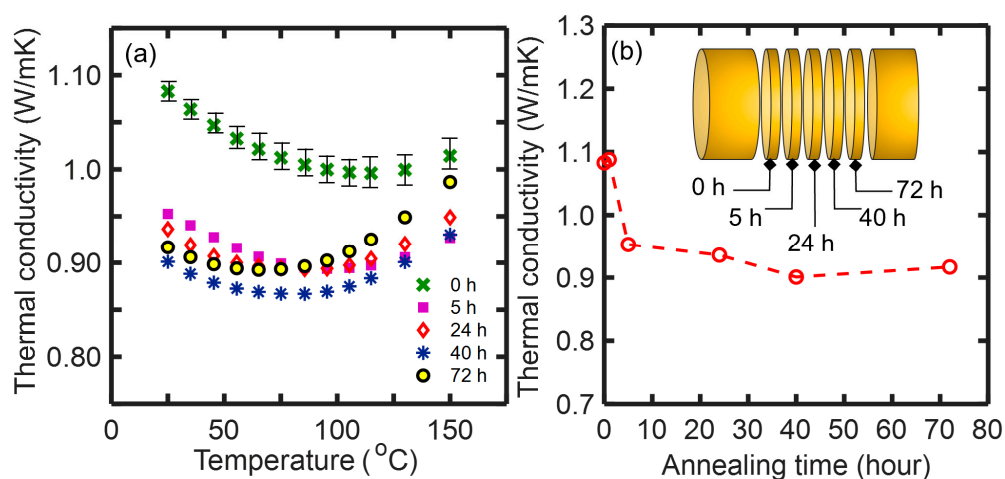 (a)
Thermal conductivity (W/mK)
1.10
1.0
0.90
0.80
0 h
5 h
24 h
40 h
72 h
0
50
100
150
Temperature ( °C)
(b)
Thermal conductivity (W/mK)
1.3
1.2
1.1
1.0
0.9
0.8
0.7
0 h
72 h
5 h
40 h
24 h
0 10 20 30 40 50 60 70 80
Annealing time (hour)